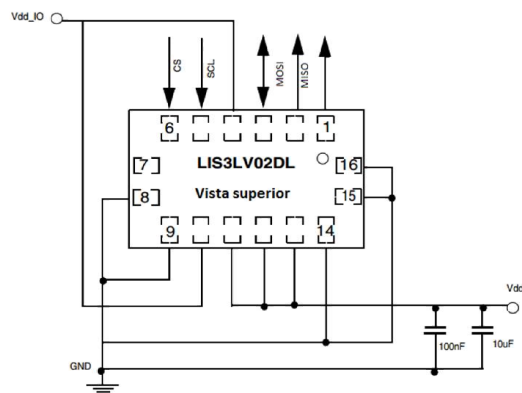 Vdd_IO
CS
SCL
MOSI
MISO
6
1
7
LIS3LV02DL
16
8
Vista superior
15
9
14
Vdd
100nF
10uF
GND